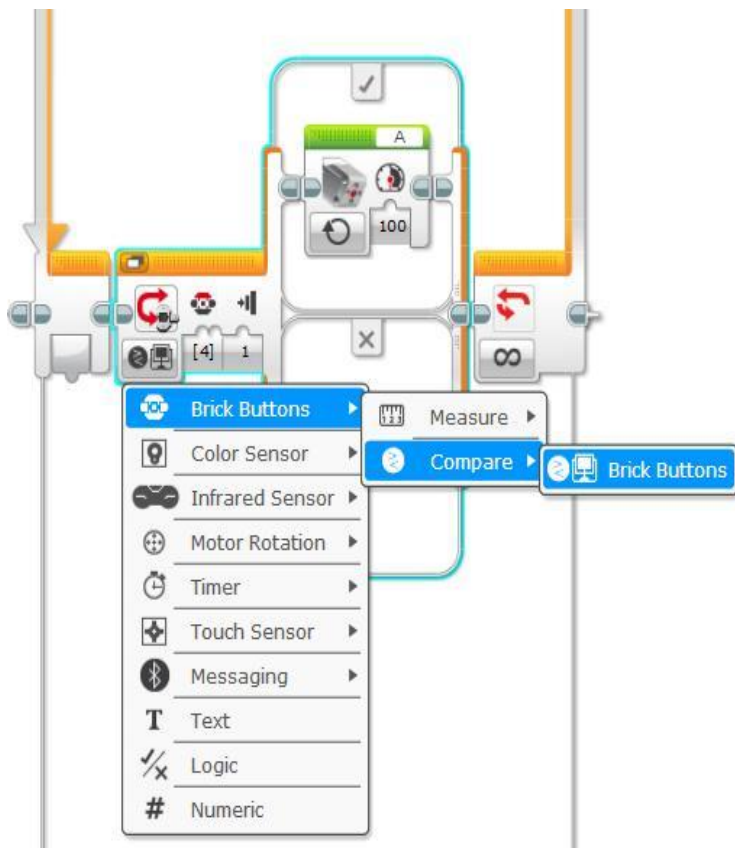 A
100
[4] 1
∞
Brick Buttons
Color Sensor
Infrared Sensor
Motor Rotation
Timer
Touch Sensor
Messaging
T Text
Logic
# Numeric
Measure
Compare
Brick Buttons